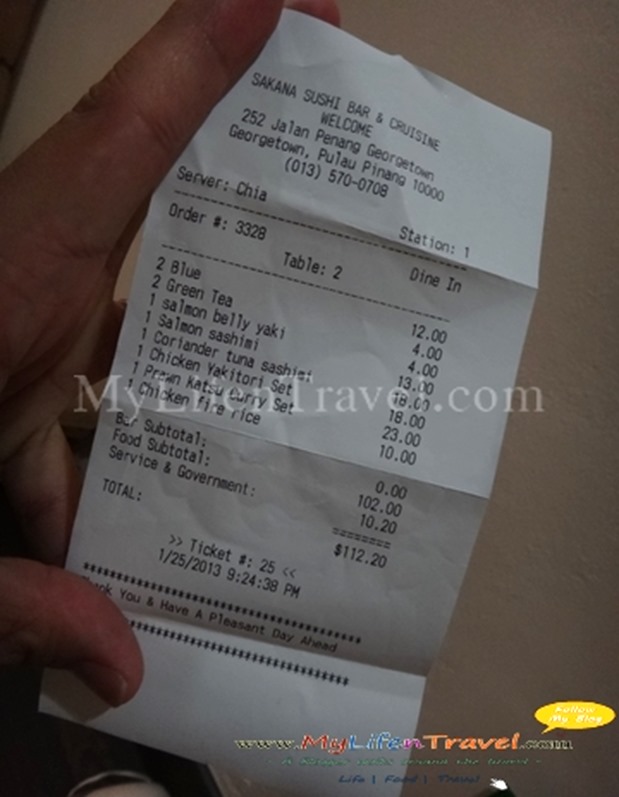 SAKANA SUSHI BAR & CRUISINE
WELCOME
252 Jalan Penang Georgetown
Georgetown, Pulau Pinang 10000
(013) 570-0708
Server: Chia Station: 1
Order #: 3328 Table: 2 Dine In
2 Blue 12.00
2 Green Tea 4.00
1 salmon belly yaki 4.00
1 Salmon sashimi 13.00
1 Coriander tuna sashimi 18.00
1 Chicken Yakitori Set 18.00
1 Prawn Katsu Curry Set 23.00
1 Chicken fire rice 10.00
Bar Subtotal: 0.00
Food Subtotal: 102.00
Service & Government: 10.20
========
TOTAL: $112.20
>> Ticket #: 25 <<
1/25/2013 9:24:38 PM
Thank You & Have A Pleasant Day Ahead
MyLifenTravel.com
Follow
My Blog
www.MyLifenTravel.com
Life | Food | Travel